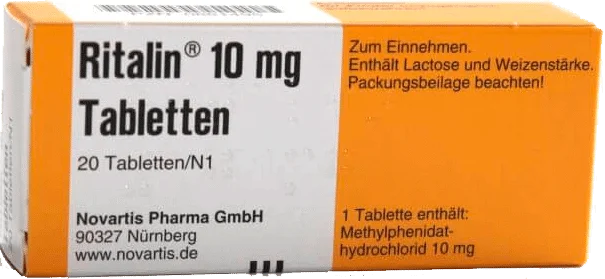 Ritalin® 10 mg
Tabletten
20 Tabletten/N1
Novartis Pharma GmbH
90327 Nürnberg
www.novartis.de
Zum Einnehmen.
Enthält Lactose und Weizenstärke.
Packungsbeilage beachten!
1 Tablette enthält:
Methylphenidat-
hydrochlorid 10 mg